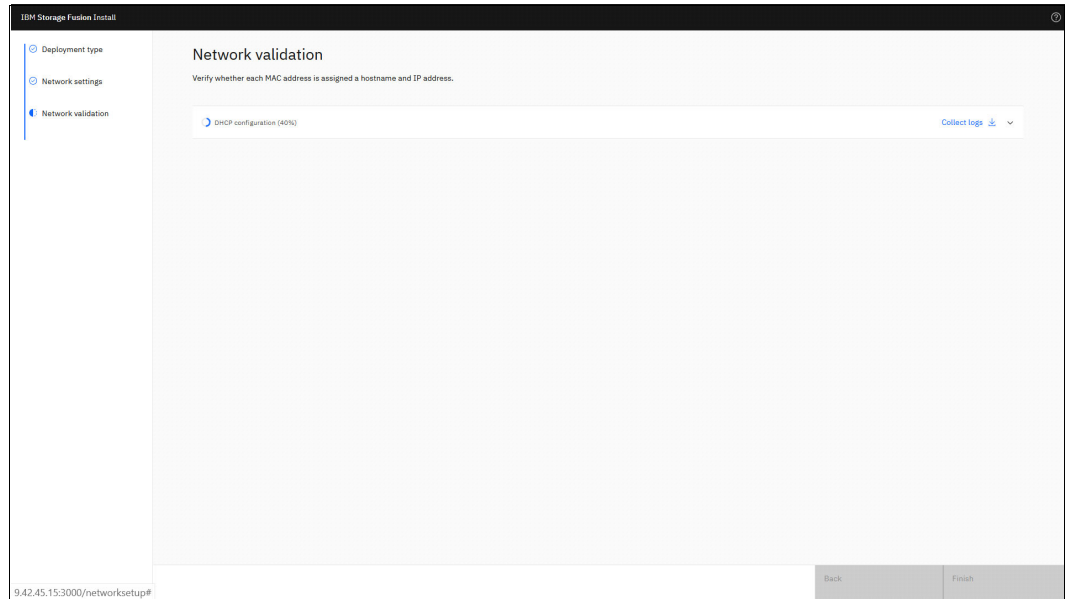 IBM Storage Fusion Install
Deployment type
Network settings
Network validation
Network validation
Verify whether each MAC address is assigned a hostname and IP address.
DHCP configuration (40%)
Collect logs
Back
Finish
9.42.45.15:3000/networksetup#